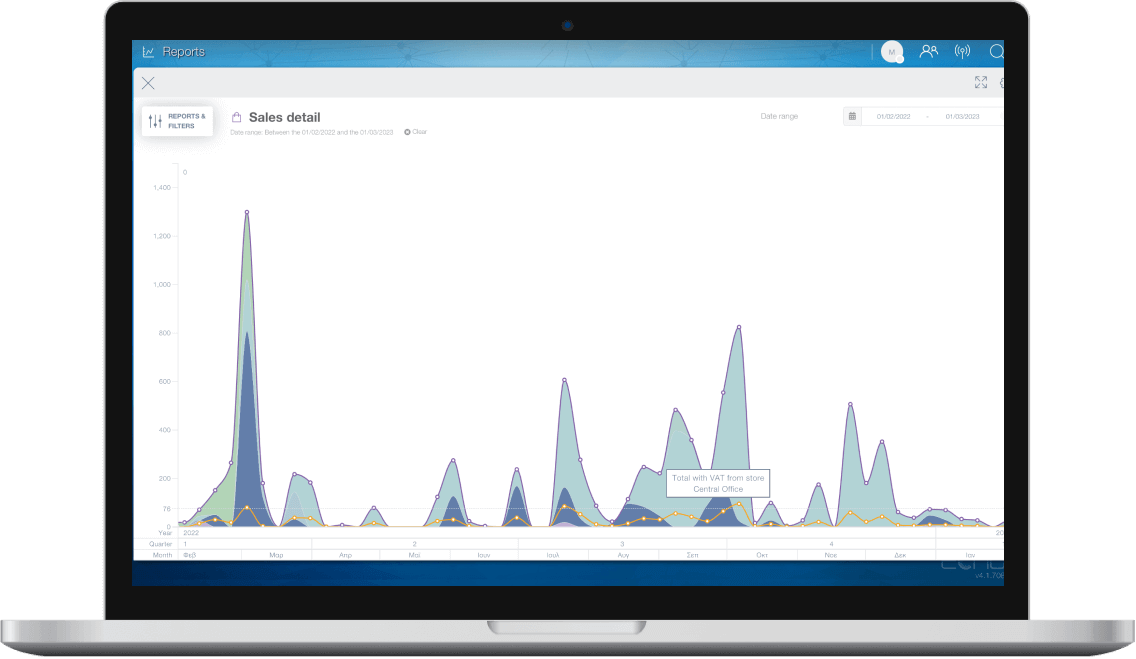 Reports
M
REPORTS &
FILTERS
Sales detail
Date range: Between the 01/02/2022 and the 01/03/2023 Clear
Date range
01/02/2022 - 01/03/2023
0
1,400
1,200
1,000
800
600
400
200
76
0
Total with VAT from store
Central Office
Year 2022 20
Quarter 1 2 3 4
Month Φεβ Μαρ Απρ Μαϊ Ιουν Ιουλ Αυγ Σεπ Οκτ Νοε Δεκ Ιαν
v4.1.706